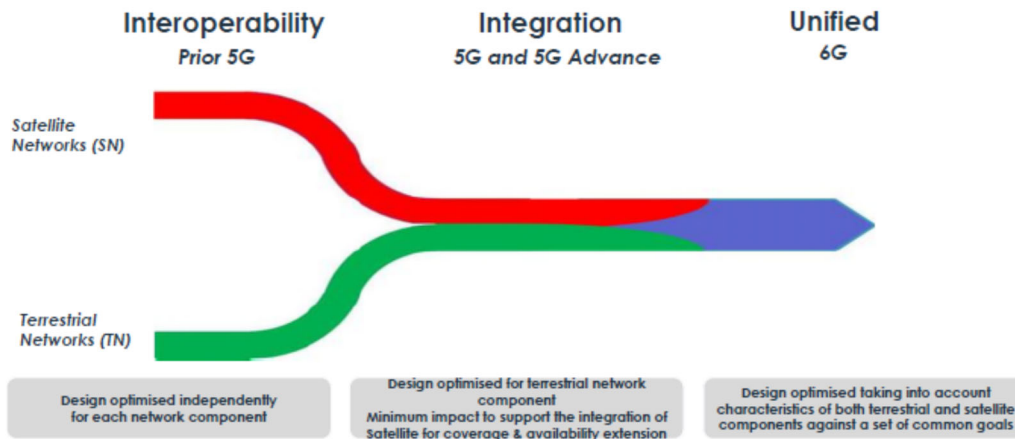 Interoperability
Prior 5G
Integration
5G and 5G Advance
Unified
6G
Satellite
Networks (SN)
Terrestrial
Networks (TN)
Design optimised independently
for each network component
Design optimised for terrestrial network
component
Minimum impact to support the integration of
Satellite for coverage & availability extension
Design optimised taking into account
characteristics of both terrestrial and satellite
components against a set of common goals